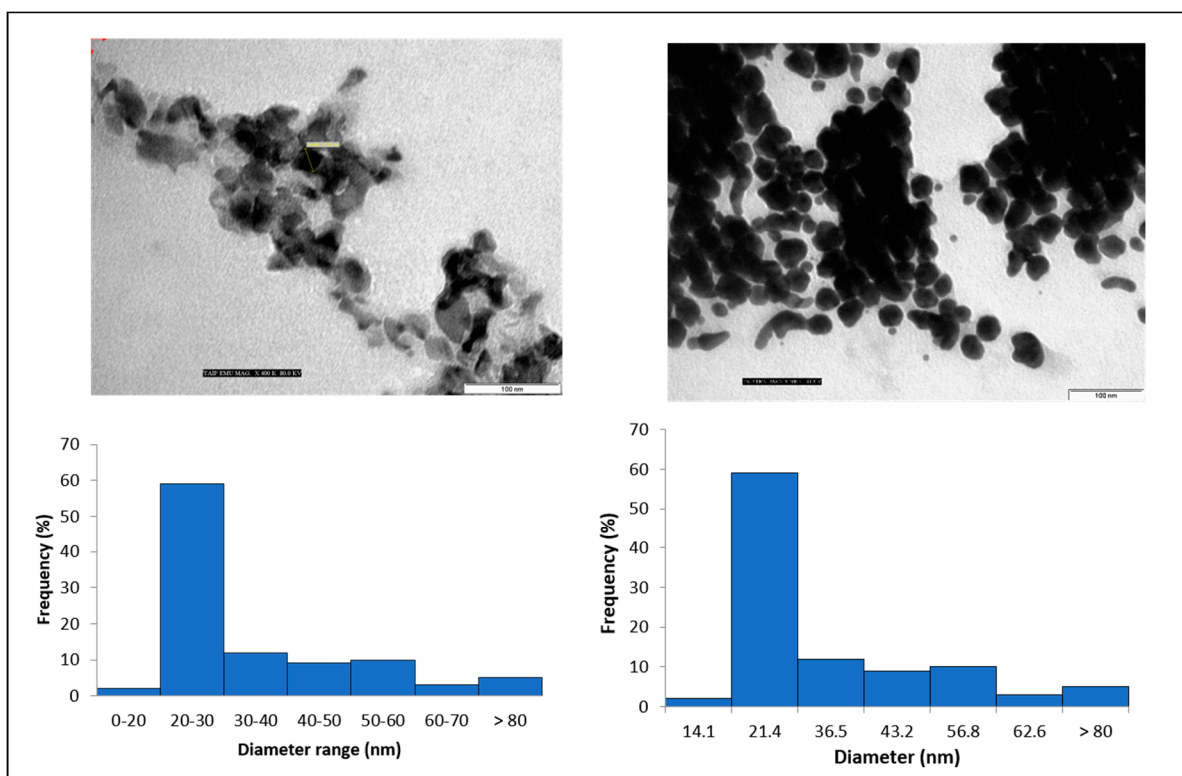 TAIF EMU MAG. X 400 K 80.0 KV
100 nm
100 nm
Frequency (%)
70
60
50
40
30
20
10
0
0-20 20-30 30-40 40-50 50-60 60-70 > 80
Diameter range (nm)
Frequency (%)
70
60
50
40
30
20
10
0
14.1 21.4 36.5 43.2 56.8 62.6 > 80
Diameter (nm)